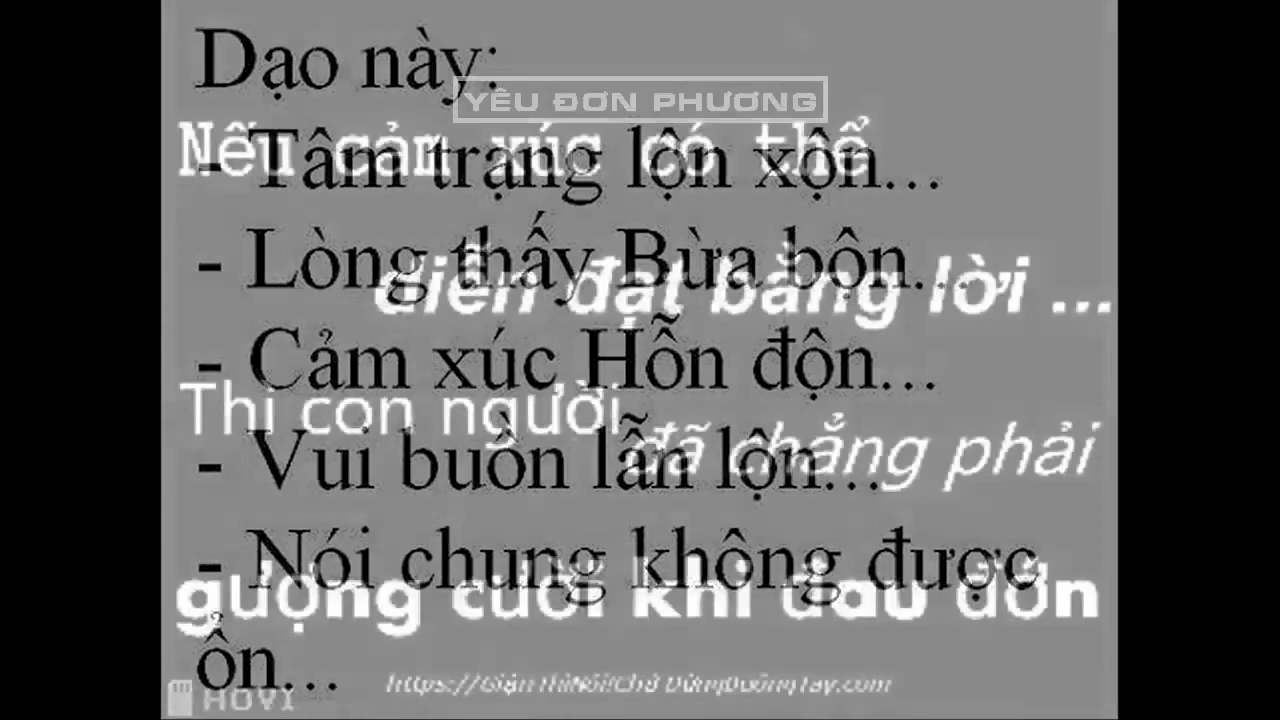 Dạo này:
YÊU ĐƠN PHƯƠNG
Nếu cảm xúc có thể
- Tâm trạng lộn xộn...
- Lòng thấy Bừa bộn...
diễn đạt bằng lời ...
- Cảm xúc Hỗn độn...
Thì con người
đã chẳng phải
- Vui buồn lẫn lộn...
- Nói chung không được
gượng cười khi đau đớn
ổn...